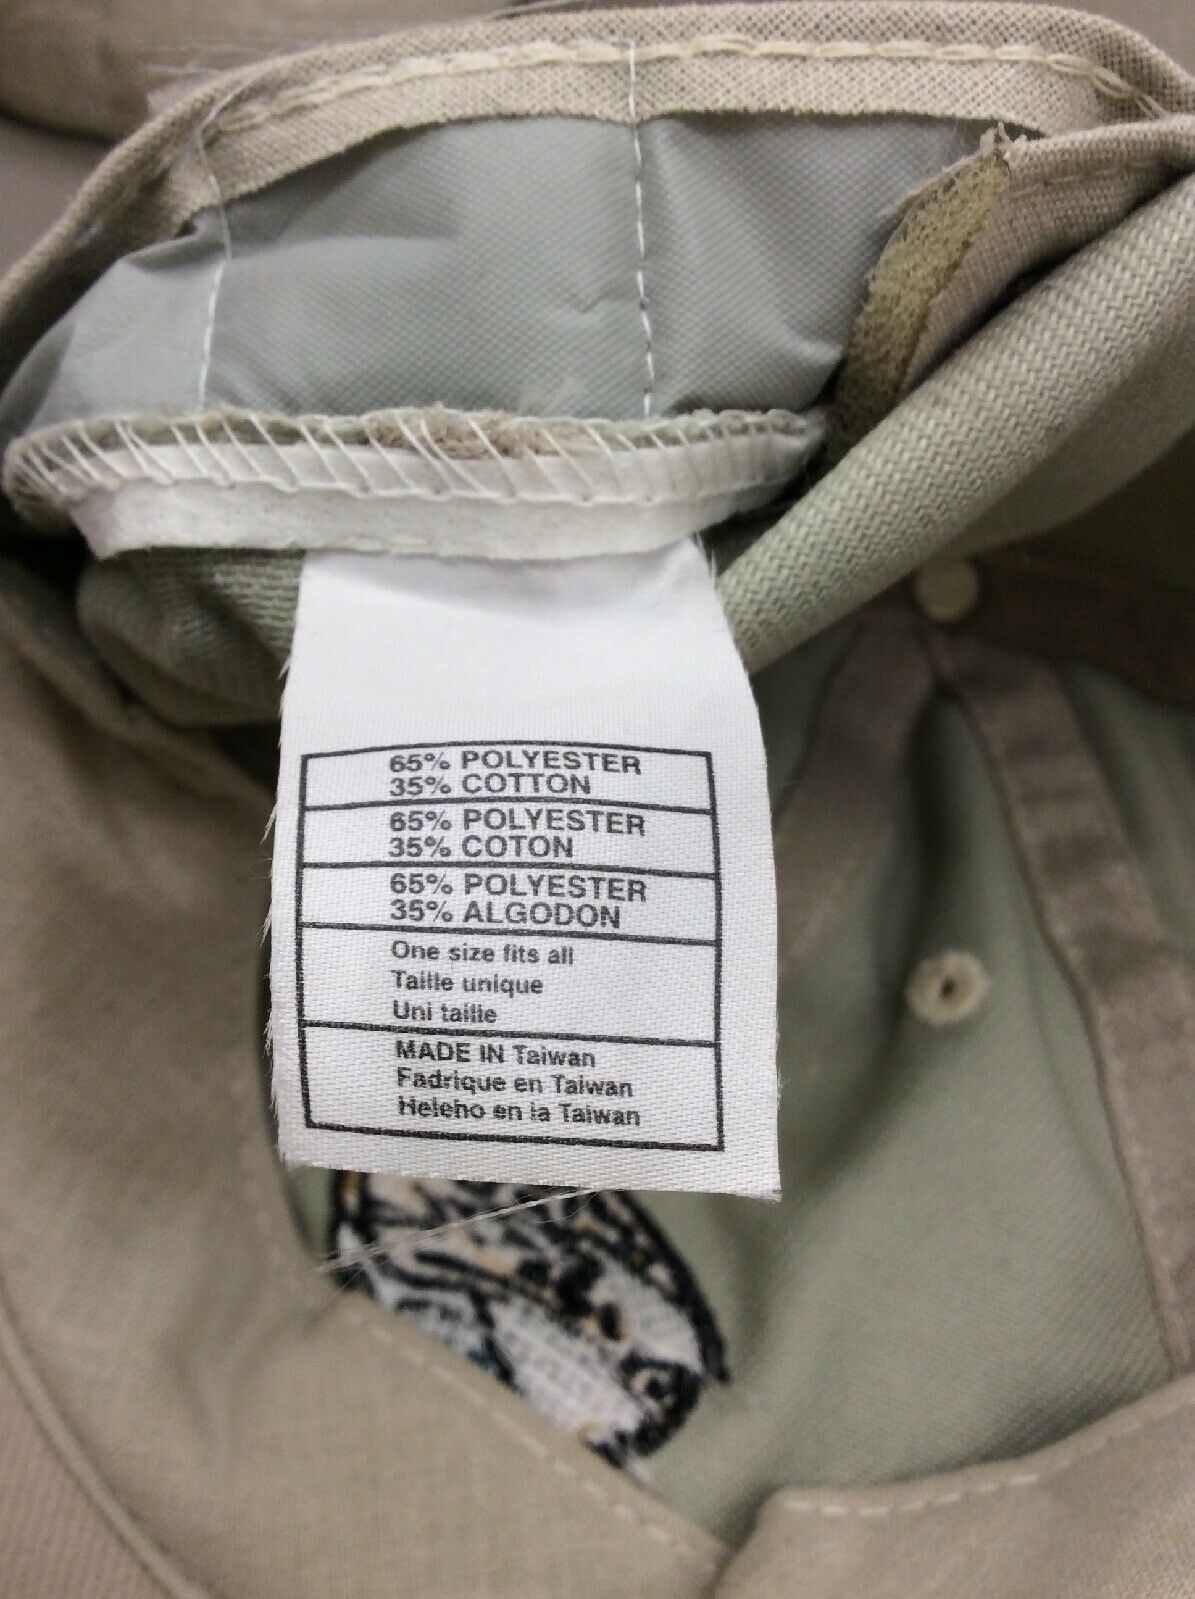 65% POLYESTER
35% COTTON
65% POLYESTER
35% COTON
65% POLYESTER
35% ALGODON
One size fits all
Taille unique
Uni taille
MADE IN Taiwan
Fadrique en Taiwan
Heleho en la Taiwan